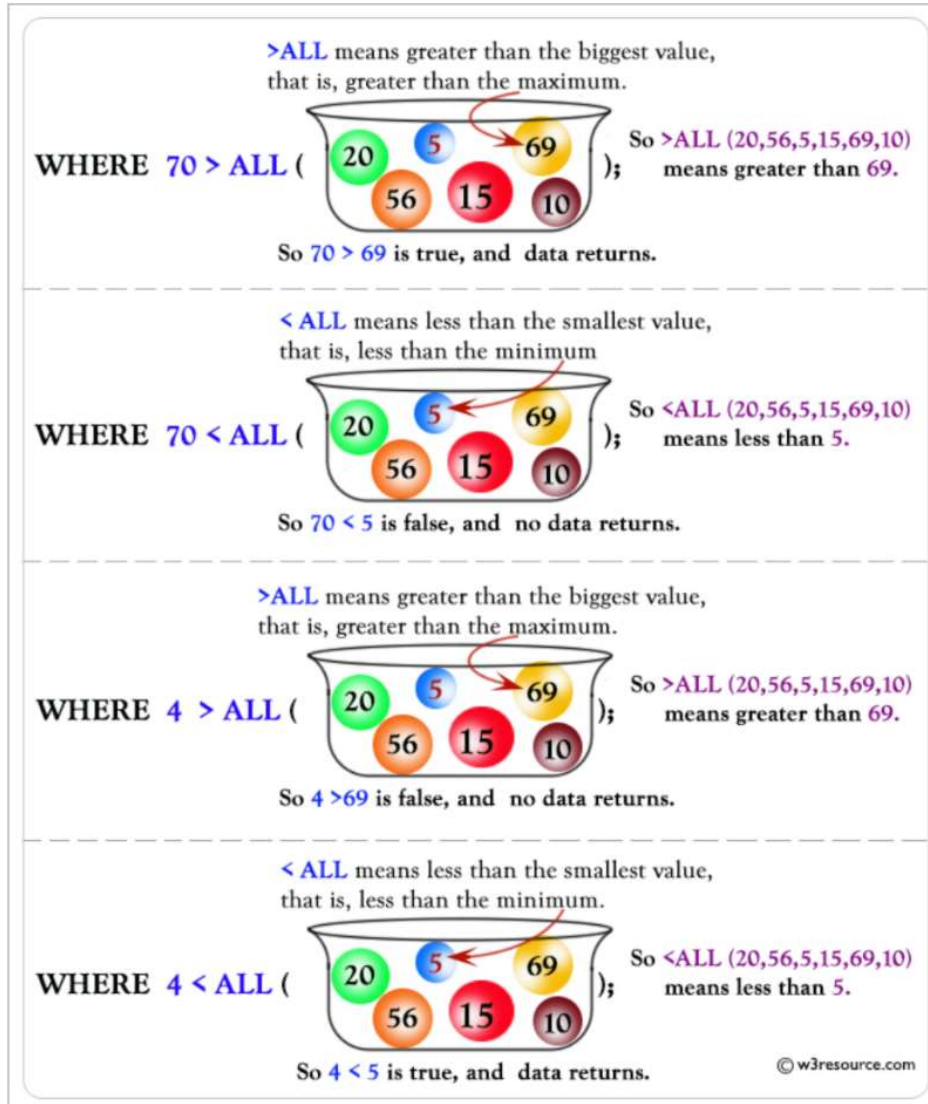 >ALL means greater than the biggest value,
that is, greater than the maximum.
WHERE 70 > ALL ( 20 5 69 56 15 10 );
So >ALL (20,56,5,15,69,10)
means greater than 69.
So 70 > 69 is true, and data returns.
< ALL means less than the smallest value,
that is, less than the minimum
WHERE 70 < ALL ( 20 5 69 56 15 10 );
So <ALL (20,56,5,15,69,10)
means less than 5.
So 70 < 5 is false, and no data returns.
>ALL means greater than the biggest value,
that is, greater than the maximum.
WHERE 4 > ALL ( 20 5 69 56 15 10 );
So >ALL (20,56,5,15,69,10)
means greater than 69.
So 4 >69 is false, and no data returns.
< ALL means less than the smallest value,
that is, less than the minimum.
WHERE 4 < ALL ( 20 5 69 56 15 10 );
So <ALL (20,56,5,15,69,10)
means less than 5.
So 4 < 5 is true, and data returns.
© w3resource.com